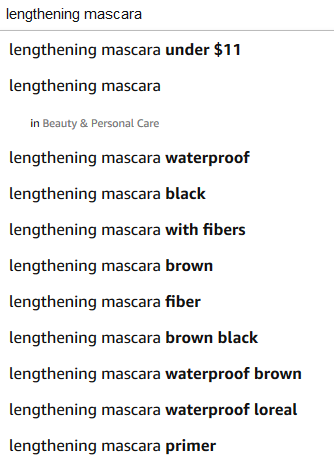 lengthening mascara
lengthening mascara under $11
lengthening mascara
in Beauty & Personal Care
lengthening mascara waterproof
lengthening mascara black
lengthening mascara with fibers
lengthening mascara brown
lengthening mascara fiber
lengthening mascara brown black
lengthening mascara waterproof brown
lengthening mascara waterproof loreal
lengthening mascara primer